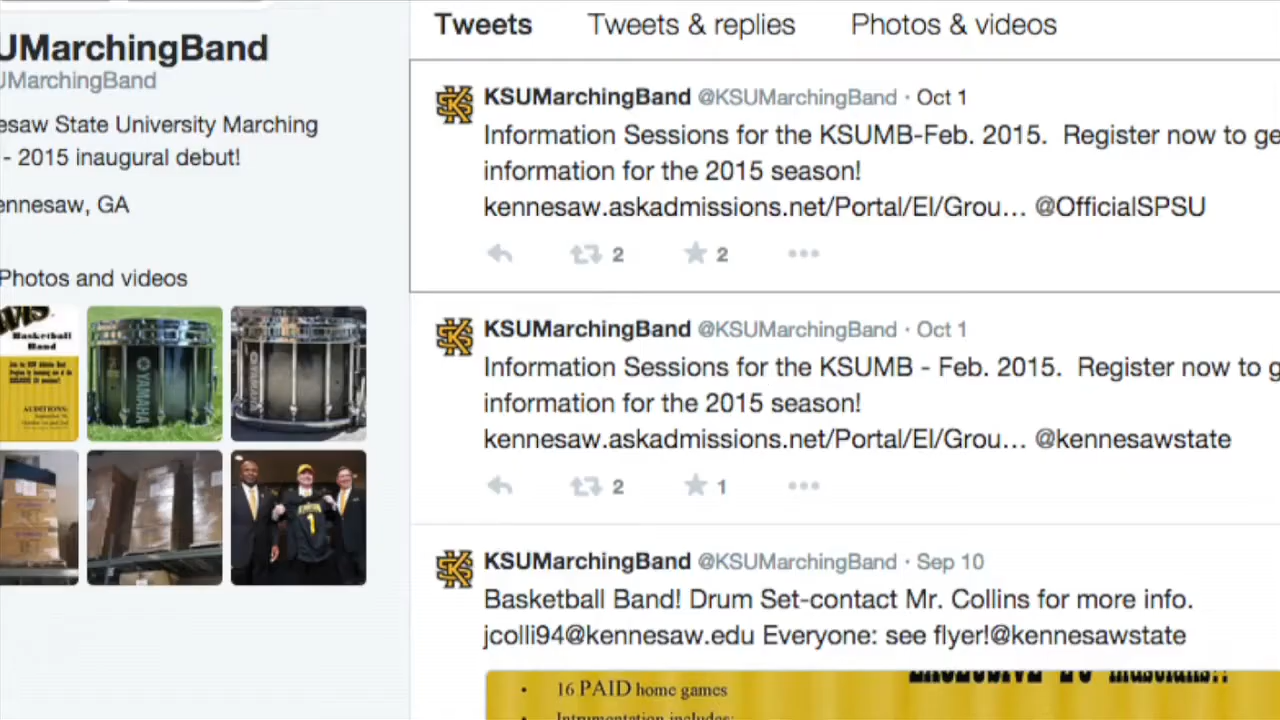 UMarchingBand
UMarchingBand
esaw State University Marching
- 2015 inaugural debut!
ennesaw, GA
Photos and videos
Basketball
Band
AUDITIONS:
YAMAHA
YAMAHA
1
Tweets Tweets & replies Photos & videos
KSUMarchingBand @KSUMarchingBand · Oct 1
Information Sessions for the KSUMB-Feb. 2015. Register now to ge
information for the 2015 season!
kennesaw.askadmissions.net/Portal/EI/Grou… @OfficialSPSU
2 2
KSUMarchingBand @KSUMarchingBand · Oct 1
Information Sessions for the KSUMB - Feb. 2015. Register now to g
information for the 2015 season!
kennesaw.askadmissions.net/Portal/EI/Grou… @kennesawstate
2 1
KSUMarchingBand @KSUMarchingBand · Sep 10
Basketball Band! Drum Set-contact Mr. Collins for more info.
jcolli94@kennesaw.edu Everyone: see flyer!@kennesawstate
• 16 PAID home games